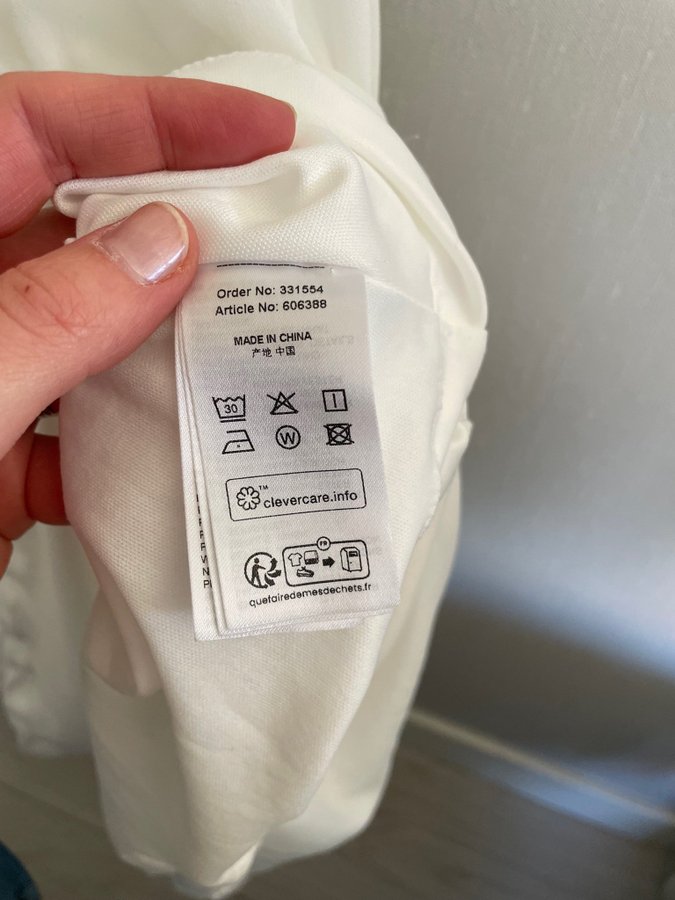 Order No: 331554
Article No: 606388
MADE IN CHINA
产地 中国
30
W
™
clevercare.info
FR
quefairedemesdechets.fr